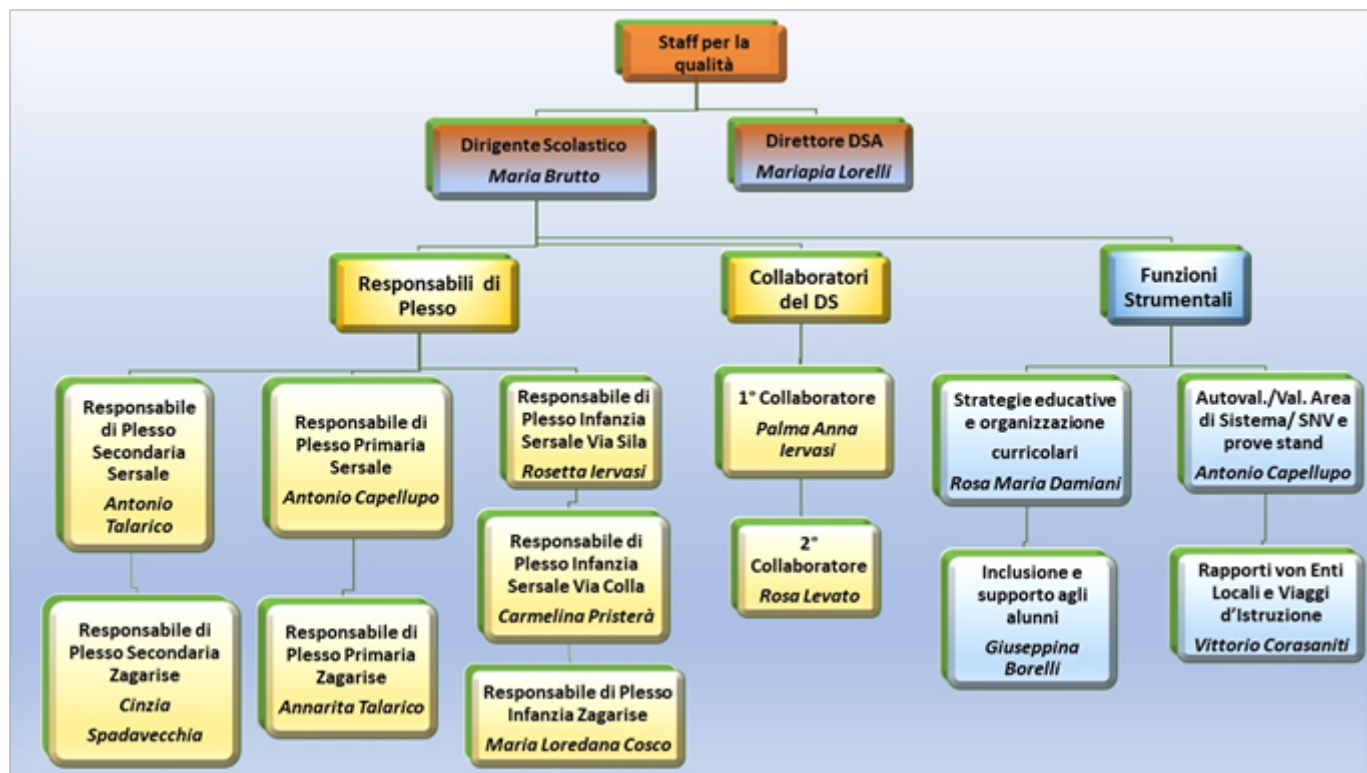 Staff per la
qualità
Dirigente Scolastico
Maria Brutto
Direttore DSA
Mariapia Lorelli
Responsabili di
Plesso
Collaboratori
del DS
Funzioni
Strumentali
Responsabile
di Plesso
Secondaria
Sersale
Antonio
Talarico
Responsabile di
Plesso Primaria
Sersale
Antonio Capellupo
Responsabile di
Plesso Infanzia
Sersale Via Sila
Rosetta Iervasi
1° Collaboratore
Palma Anna
Iervasi
Strategie educative
e organizzazione
curricolari
Rosa Maria Damiani
Autoval./Val. Area
di Sistema/ SNV e
prove stand
Antonio Capellupo
Responsabile di
Plesso Secondaria
Zagarise
Cinzia
Spadavecchia
Responsabile di
Plesso Primaria
Zagarise
Annarita Talarico
Responsabile di
Plesso Infanzia
Sersale Via Colla
Carmelina Pristerà
Responsabile di Plesso
Infanzia Zagarise
Maria Loredana Cosco
2°
Collaboratore
Rosa Levato
Inclusione e
supporto agli
alunni
Giuseppina
Borelli
Rapporti von Enti
Locali e Viaggi
d'Istruzione
Vittorio Corasaniti